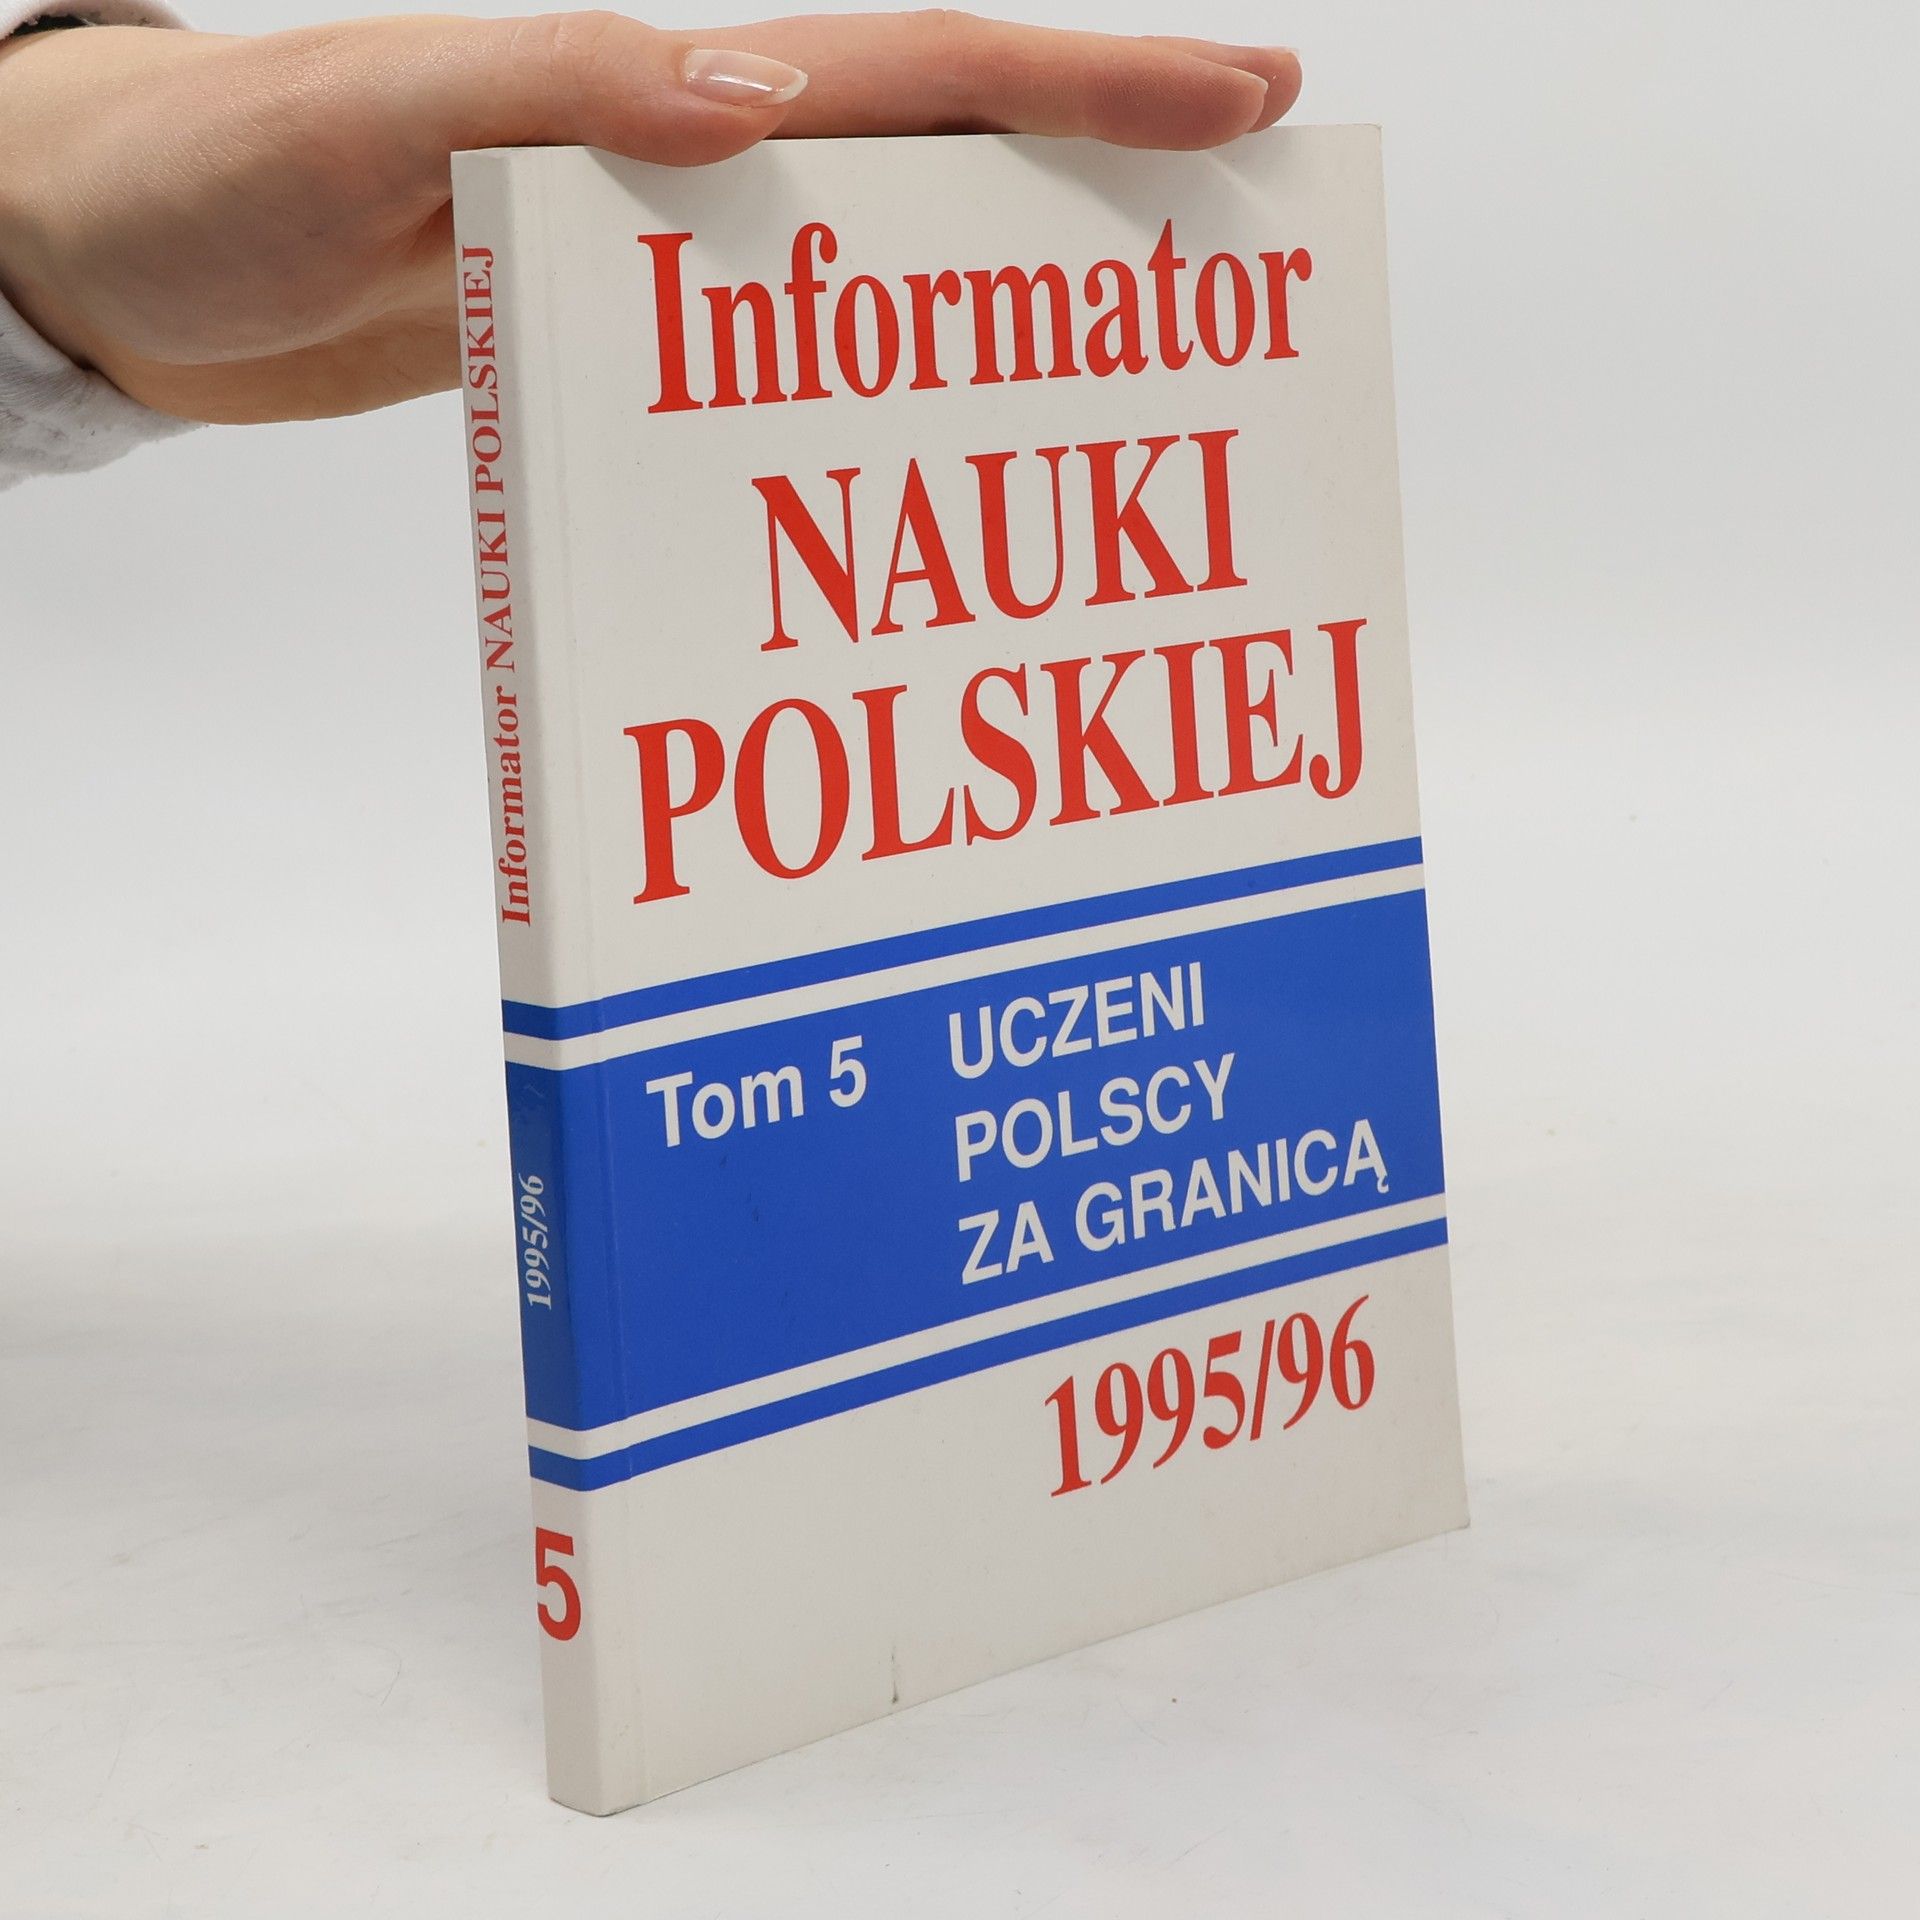 Informator
NAUKI
POLSKIEJ
Tom 5
UCZENI
POLSCY
ZA GRANICĄ
1995/96
Informator NAUKI POLSKIEJ
1995/96
5